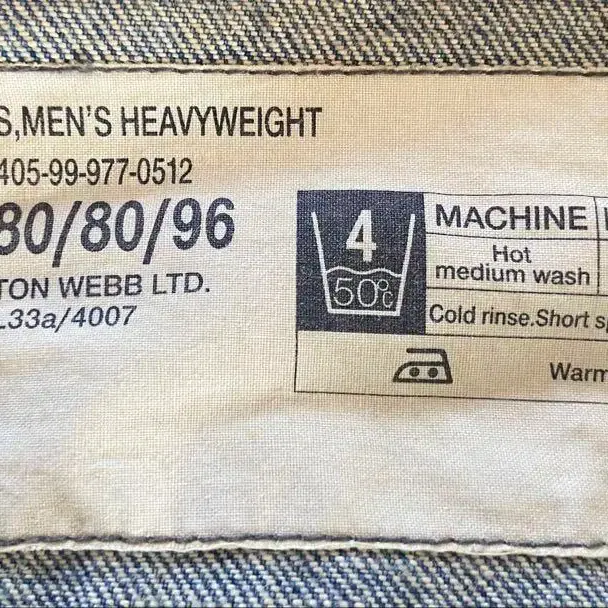 S,MEN'S HEAVYWEIGHT
405-99-977-0512
80/80/96
TON WEBB LTD.
L33a/4007
4
50°C
MACHINE
Hot
medium wash
Cold rinse.Short sp
Warm